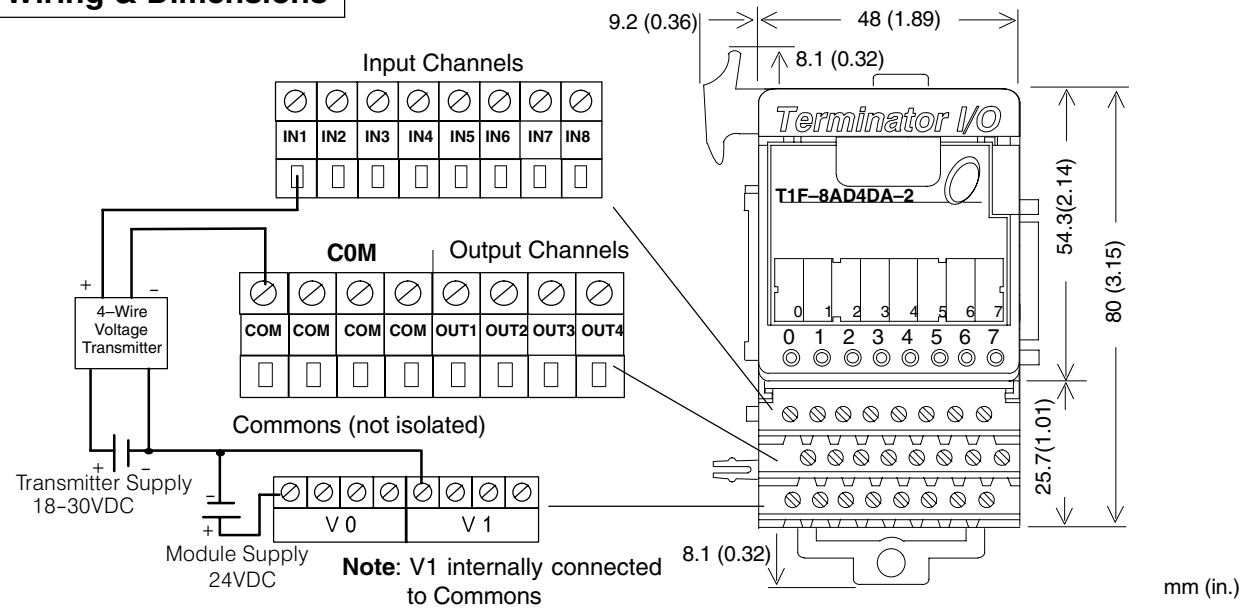 Wiring & Dimensions
9.2 (0.36)
48 (1.89)
8.1 (0.32)
Input Channels
IN1 IN2 IN3 IN4 IN5 IN6 IN7 IN8
Terminator I/O
T1F–8AD4DA–2
54.3(2.14)
80 (3.15)
C0M
Output Channels
COM COM COM COM OUT1 OUT2 OUT3 OUT4
+ –
4–Wire
Voltage
Transmitter
0 1 2 3 4 5 6 7
0 1 2 3 4 5 6 7
Commons (not isolated)
25.7(1.01)
+ –
Transmitter Supply
18–30VDC
–
+
V 0 V 1
Module Supply
24VDC
Note: V1 internally connected
to Commons
8.1 (0.32)
mm (in.)